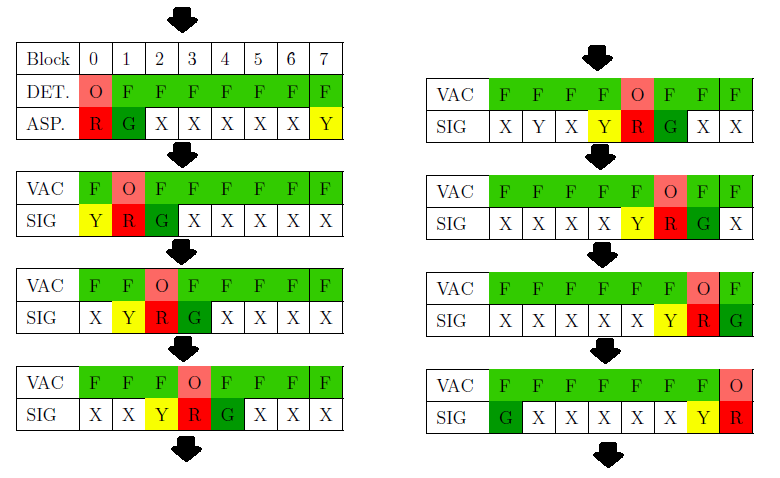 Block 0 1 2 3 4 5 6 7
DET. O F F F F F F F
ASP. R G X X X X X Y
VAC F O F F F F F F
SIG Y R G X X X X X
VAC F F O F F F F F
SIG X Y R G X X X X
VAC F F F O F F F F
SIG X X Y R G X X X
VAC F F F F O F F F
SIG X Y X Y R G X X
VAC F F F F F O F F
SIG X X X X Y R G X
VAC F F F F F F O F
SIG X X X X X Y R G
VAC F F F F F F F O
SIG G X X X X X Y R